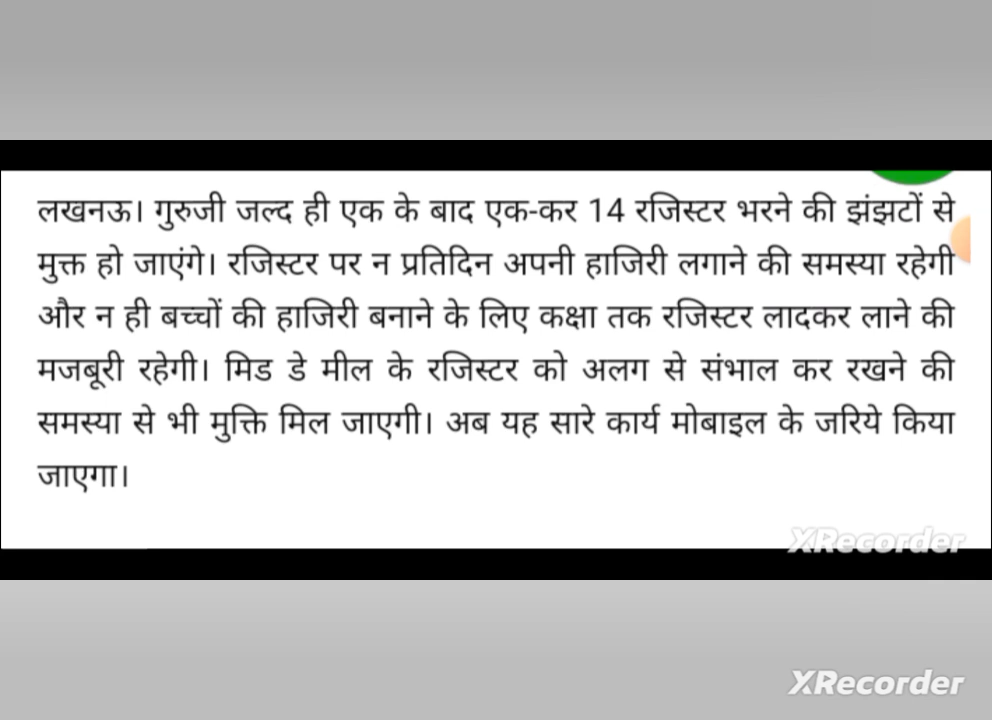 लखनऊ। गुरुजी जल्द ही एक के बाद एक-कर 14 रजिस्टर भरने की झंझटों से
मुक्त हो जाएंगे। रजिस्टर पर न प्रतिदिन अपनी हाजिरी लगाने की समस्या रहेगी
और न ही बच्चों की हाजिरी बनाने के लिए कक्षा तक रजिस्टर लादकर लाने की
मजबूरी रहेगी। मिड डे मील के रजिस्टर को अलग से संभाल कर रखने की
समस्या से भी मुक्ति मिल जाएगी। अब यह सारे कार्य मोबाइल के जरिये किया
जाएगा।
XRecorder
XRecorder